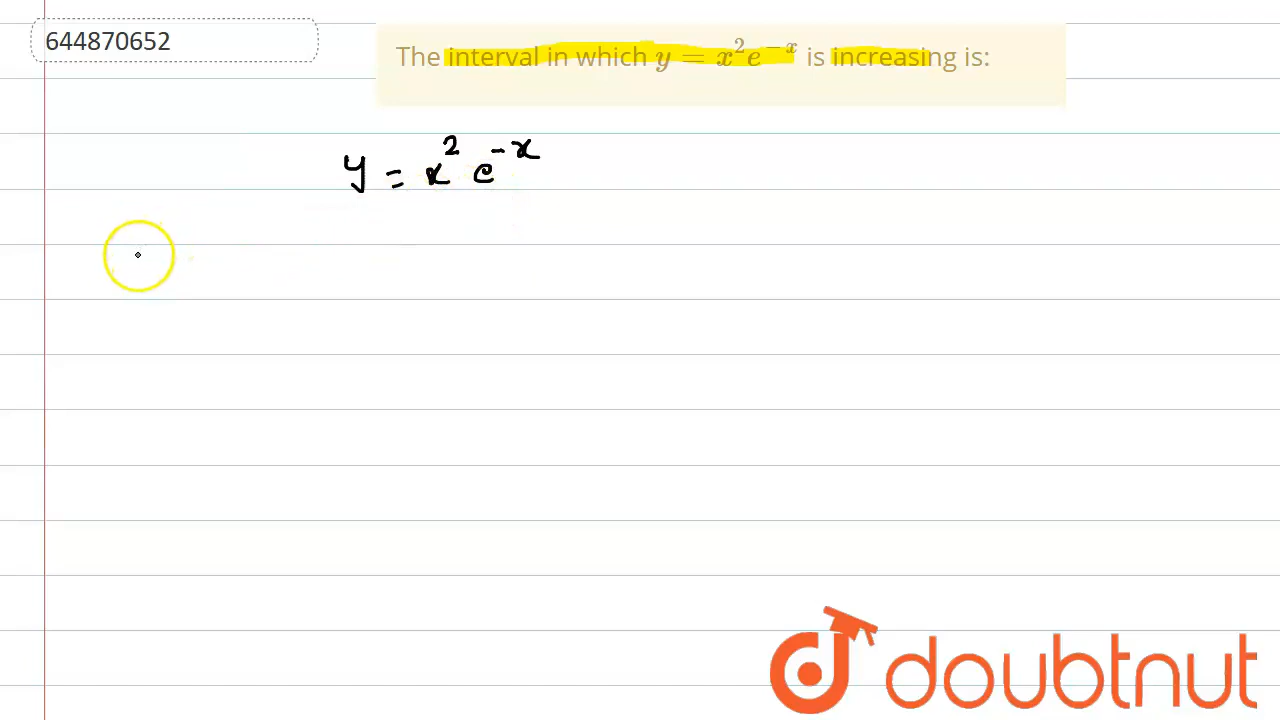 644870652
The interval in which y = x²e⁻ˣ is increasing is:
y = x² e⁻ˣ
doubtnut